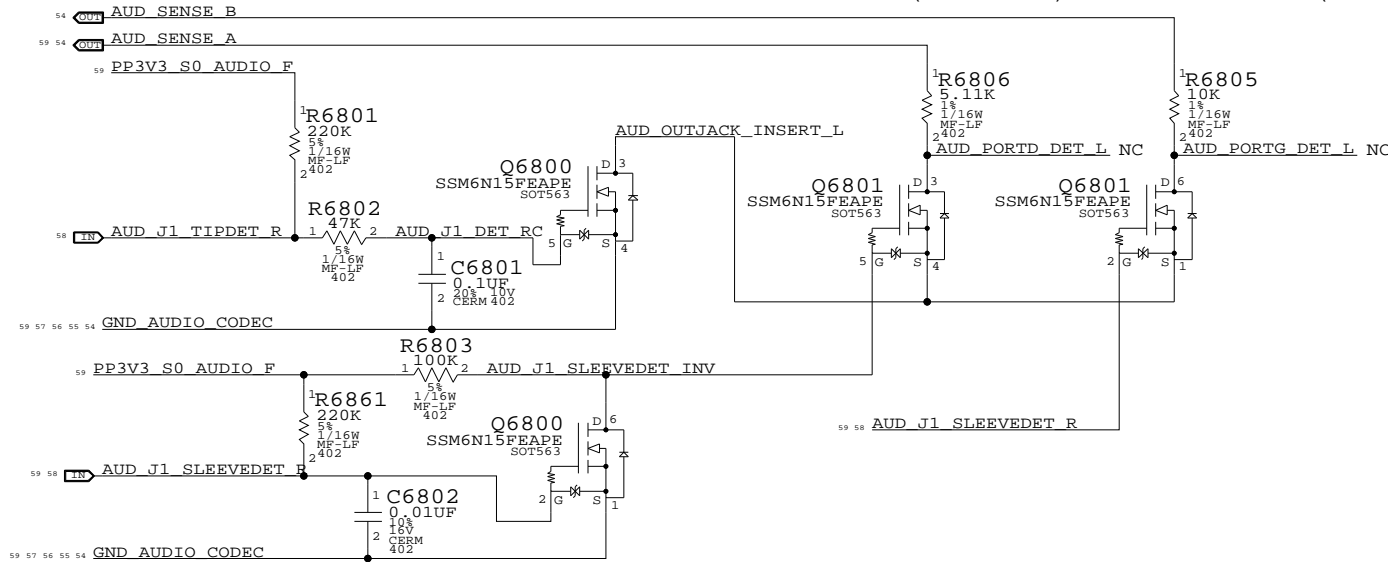 54 OUT AUD_SENSE_B
59 54 OUT AUD_SENSE_A
59 PP3V3_S0_AUDIO_F
1
R6801
220K
5%
1/16W
MF-LF
402
2
1
R6806
5.11K
1%
1/16W
MF-LF
402
2
1
R6805
10K
1%
1/16W
MF-LF
402
2
AUD_OUTJACK_INSERT_L
AUD_PORTD_DET_L NC
AUD_PORTG_DET_L NC
Q6800
SSM6N15FEAPE
SOT563
D 3
5 G S 4
Q6801
SSM6N15FEAPE
SOT563
D 3
5 G S 4
Q6801
SSM6N15FEAPE
SOT563
D 6
2 G S 1
58 IN AUD_J1_TIPDET_R
R6802
1 47K 2
5%
1/16W
MF-LF
402
AUD_J1_DET_RC
1
C6801
0.1UF
20% 10V
2 CERM 402
59 57 56 55 54 GND_AUDIO_CODEC
59 PP3V3_S0_AUDIO_F
R6803
1 100K 2
5%
1/16W
MF-LF
402
AUD_J1_SLEEVEDET_INV
1
R6861
220K
5%
1/16W
MF-LF
402
2
Q6800
SSM6N15FEAPE
SOT563
D 6
2 G S 1
59 58 AUD_J1_SLEEVEDET_R
59 58 IN AUD_J1_SLEEVEDET_R
1
C6802
0.01UF
10%
16V
2 CERM
402
59 57 56 55 54 GND_AUDIO_CODEC